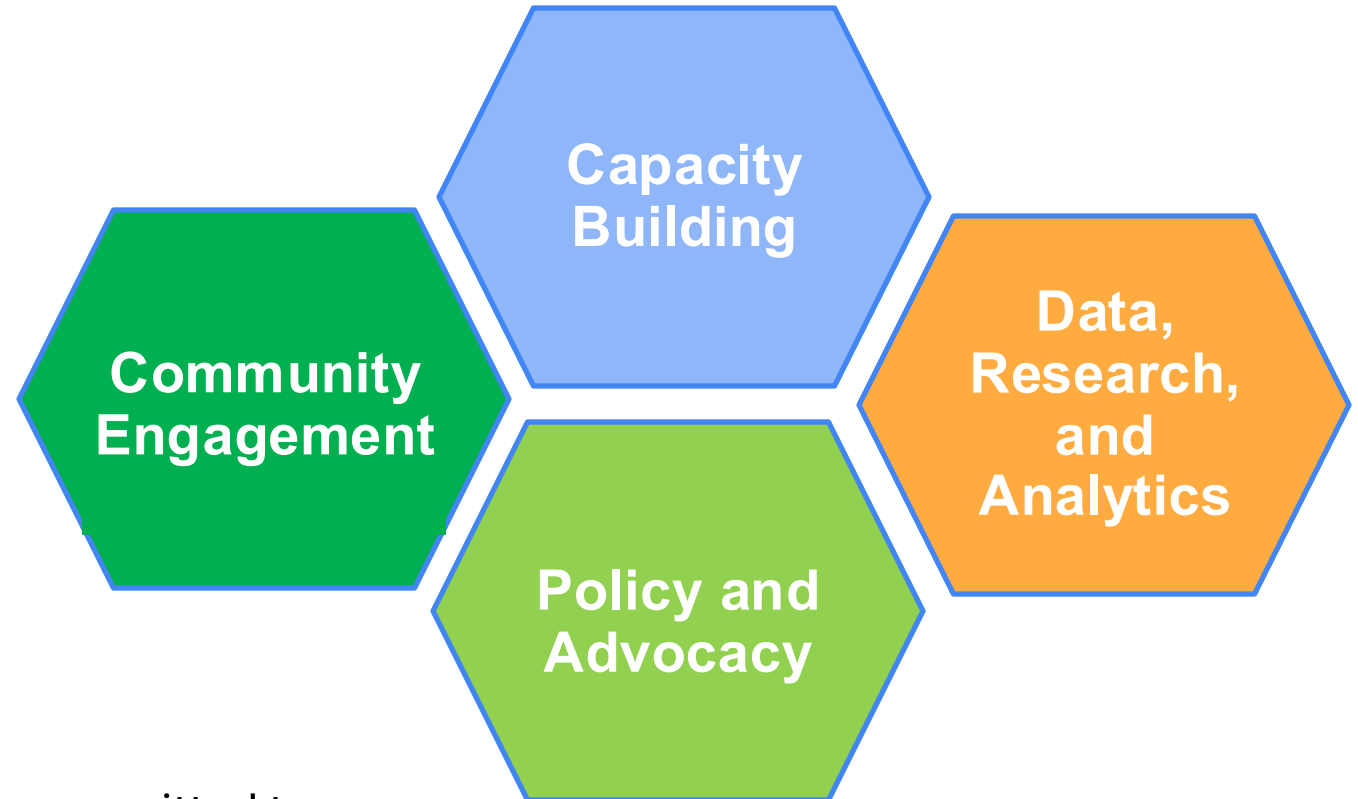 Capacity
Building
Community
Engagement
Data,
Research,
and
Analytics
Policy and
Advocacy